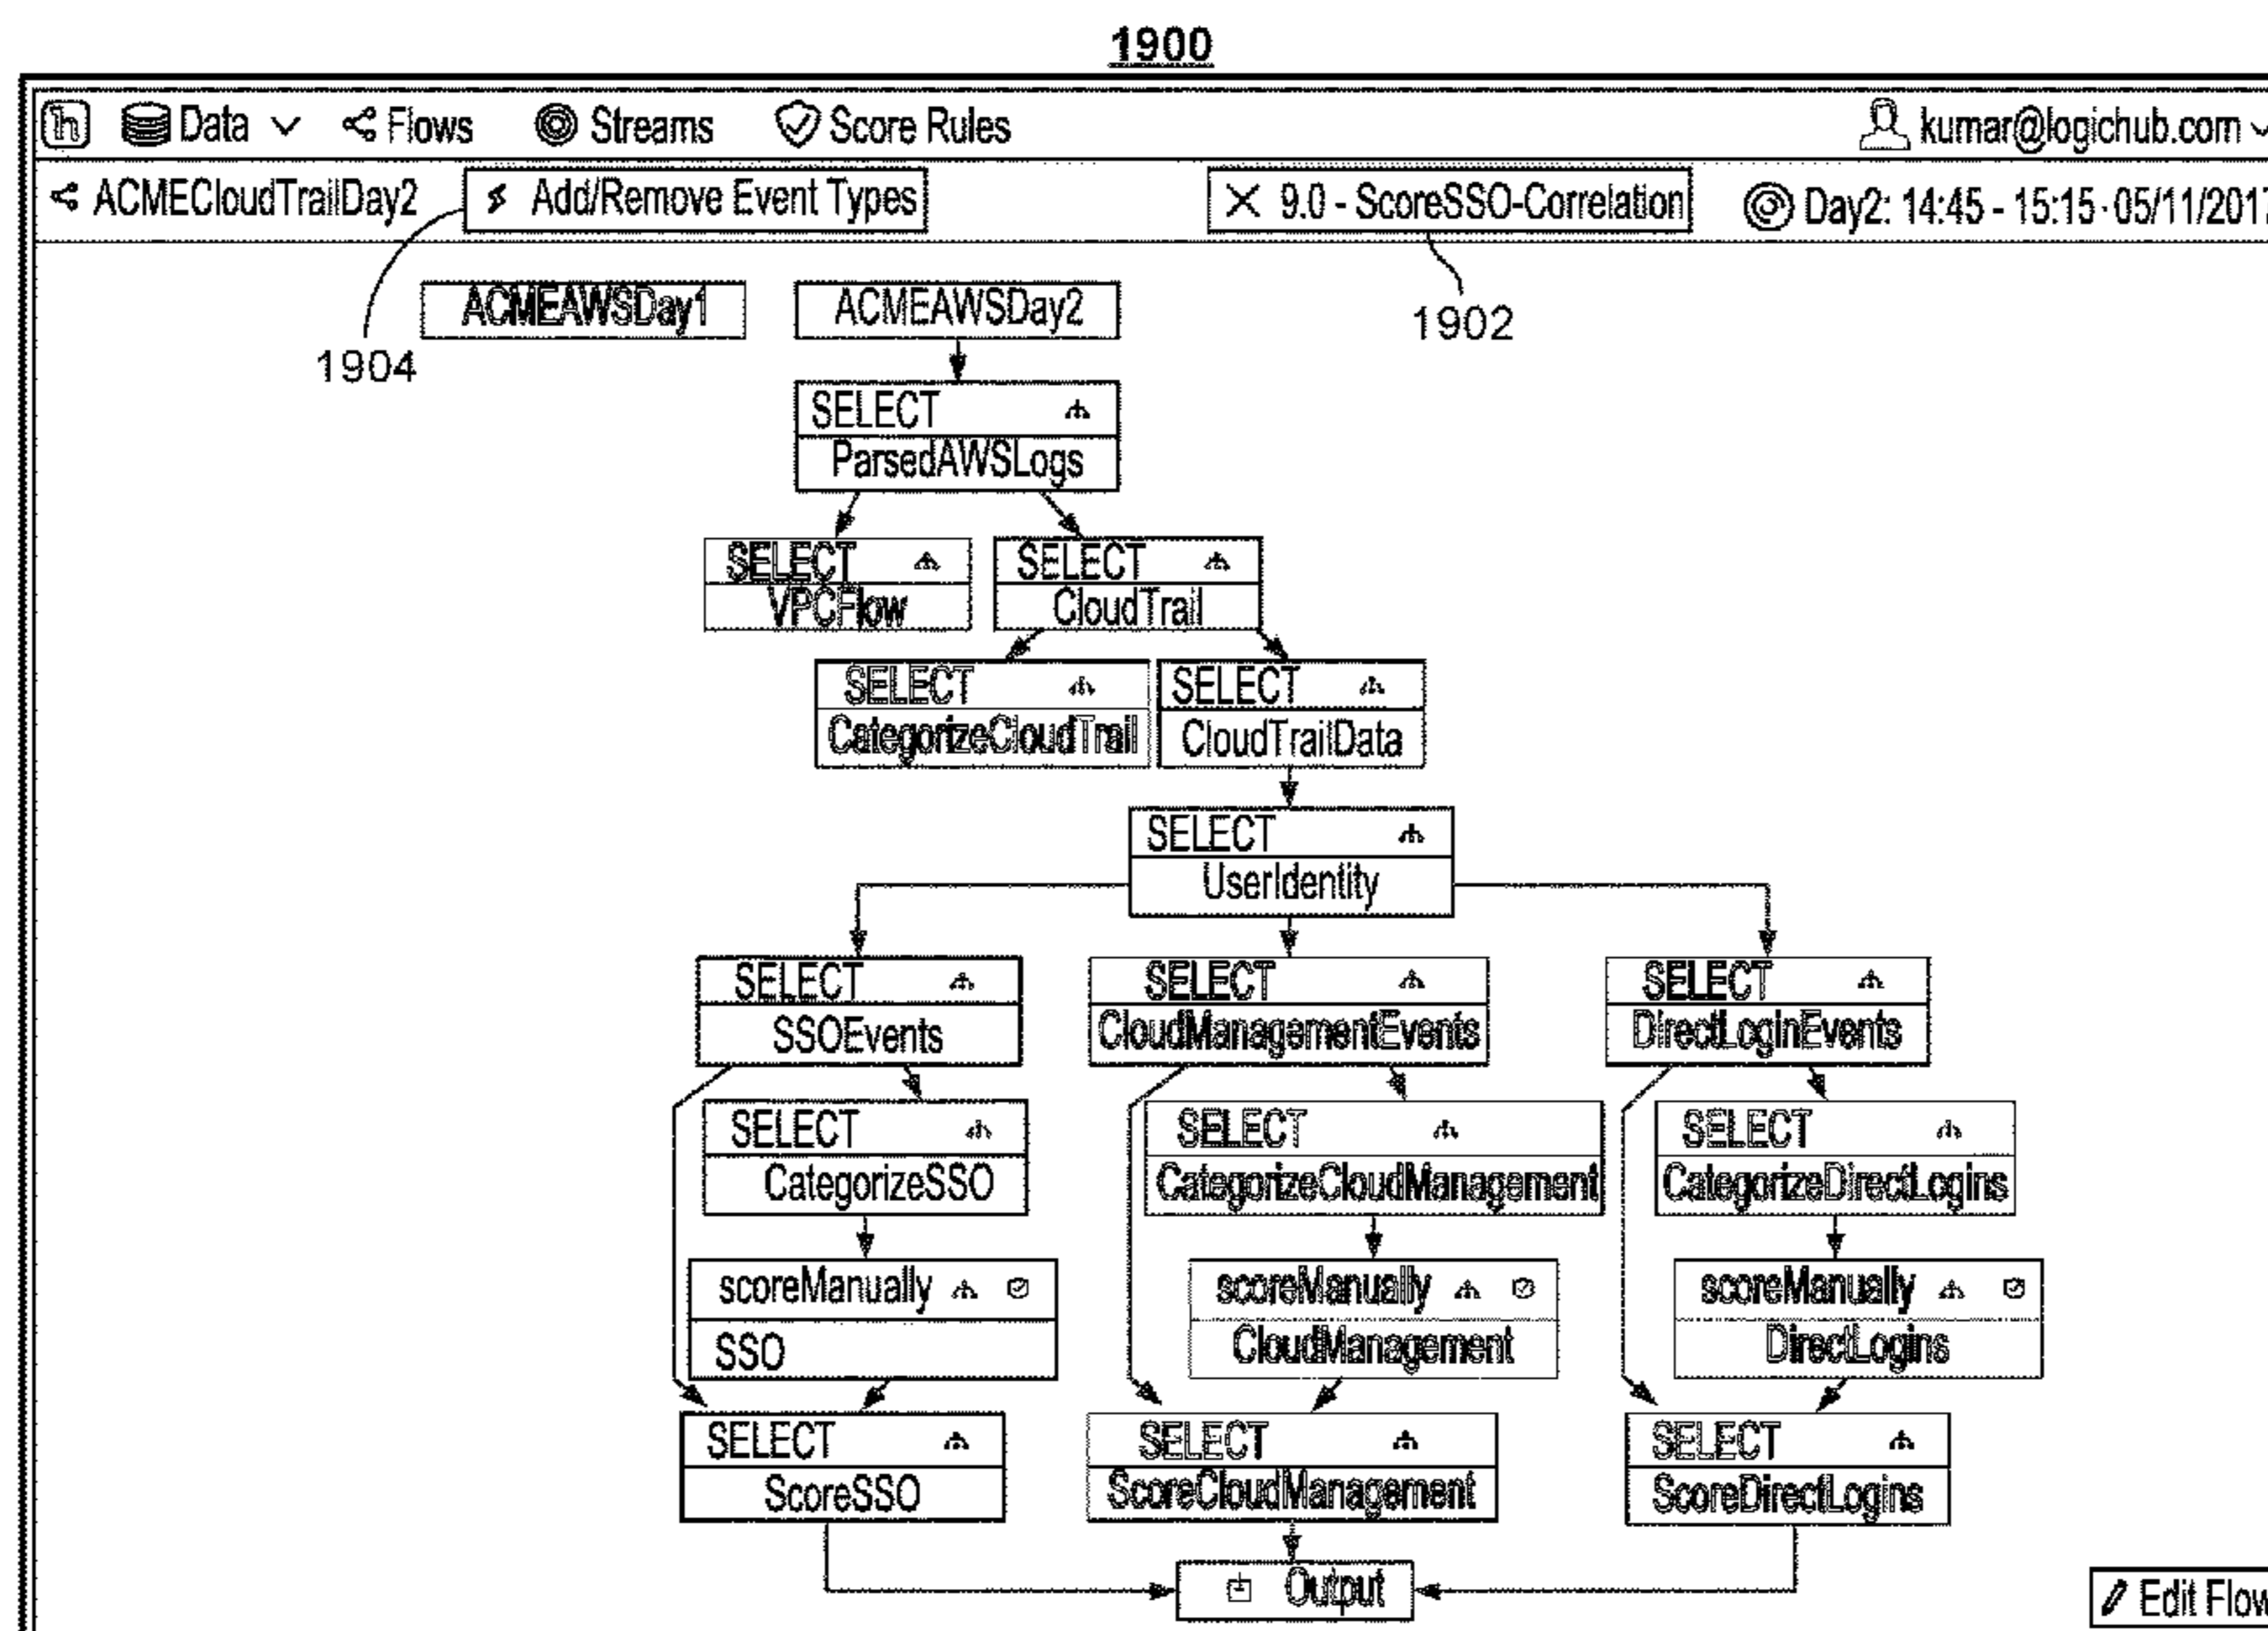 1900
Data Flows Streams Score Rules kumar@logichub.com
ACMECloudTrailDay2 Add/Remove Event Types 9.0 - ScoreSSO-Correlation Day2: 14:45 - 15:15·05/11/2017
ACMEAWSDay1 ACMEAWSDay2
1904 1902
SELECT
ParsedAWSLogs
SELECT SELECT
VPCFlow CloudTrail
SELECT SELECT
CategorizeCloudTrail CloudTrailData
SELECT
UserIdentity
SELECT SELECT SELECT
SSOEvents CloudManagementEvents DirectLoginEvents
SELECT SELECT SELECT
CategorizeSSO CategorizeCloudManagement CategorizeDirectLogins
scoreManually scoreManually scoreManually
SSO CloudManagement DirectLogins
SELECT SELECT SELECT
ScoreSSO ScoreCloudManagement ScoreDirectLogins
Output
Edit Flow